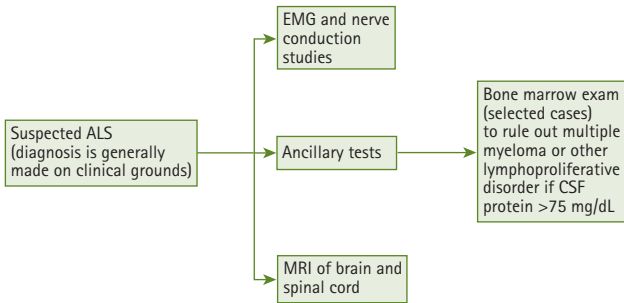 EMG and nerve
conduction
studies
Suspected ALS
(diagnosis is generally
made on clinical grounds)
Ancillary tests
Bone marrow exam
(selected cases)
to rule out multiple
myeloma or other
lymphoproliferative
disorder if CSF
protein >75 mg/dL
MRI of brain and
spinal cord